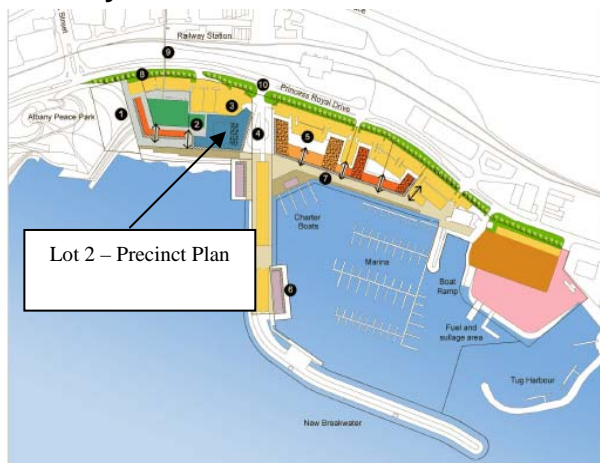 Street
Railway Station
9
8
10
Princess Royal Drive
Albany Peace Park
1
3
2
4
5
7
Lot 2 – Precinct Plan
Charter
Boats
Marina
6
Boat
Ramp
Fuel and
sullage area
Tug Harbour
New Breakwater